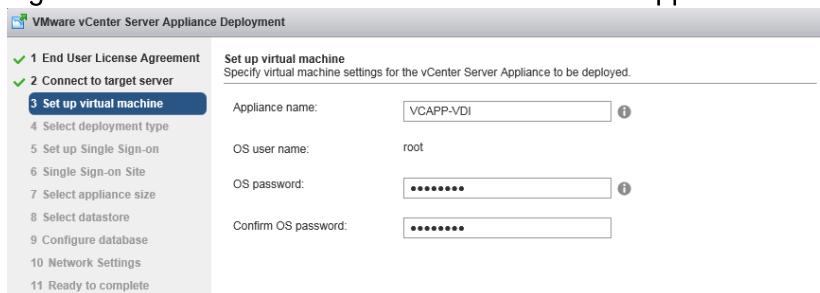 VMware vCenter Server Appliance Deployment
1 End User License Agreement
2 Connect to target server
3 Set up virtual machine
4 Select deployment type
5 Set up Single Sign-on
6 Single Sign-on Site
7 Select appliance size
8 Select datastore
9 Configure database
10 Network Settings
11 Ready to complete
Set up virtual machine
Specify virtual machine settings for the vCenter Server Appliance to be deployed.
Appliance name: VCAPP-VDI
OS user name: root
OS password: ••••••••
Confirm OS password: ••••••••